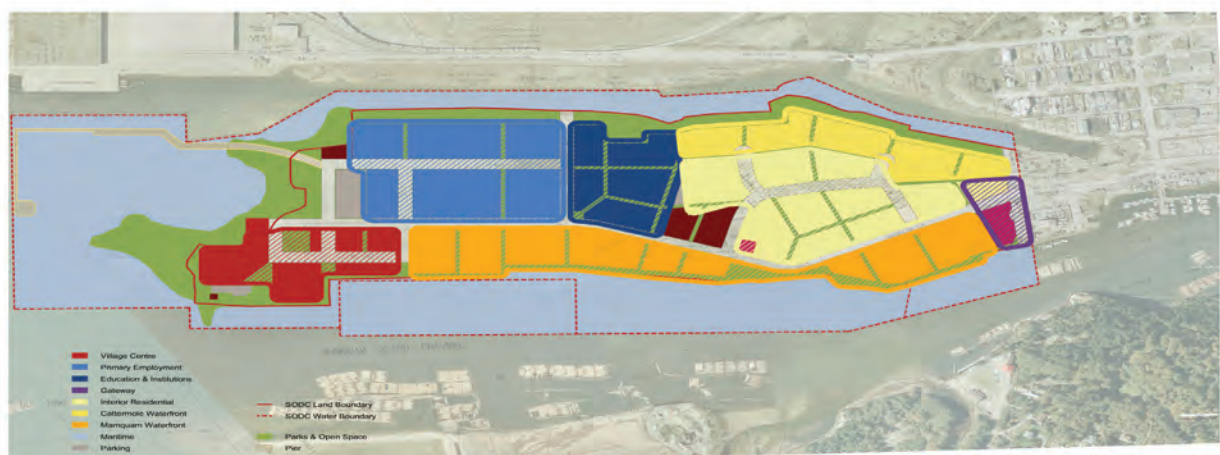 Village Centre
Primary Employment
Education & Institutions
Gateway
Interior Residential
Cattermole Waterfront
Mamquam Waterfront
Maritime
Parking
SODC Land Boundary
SODC Water Boundary
Parks & Open Space
Pier